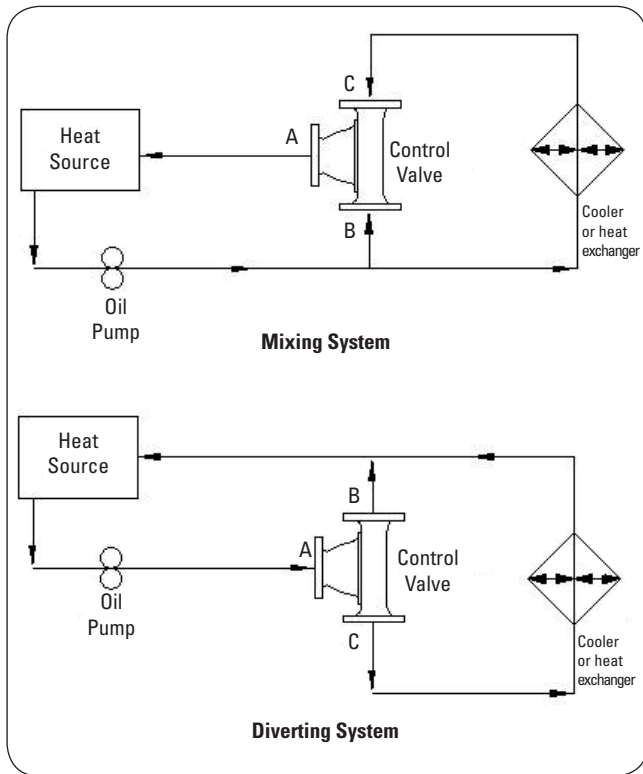 C
Heat
Source
A
Control
Valve
B
Cooler
or heat
exchanger
Oil
Pump
Mixing System
Heat
Source
B
A
Control
Valve
Oil
Pump
C
Cooler
or heat
exchanger
Diverting System